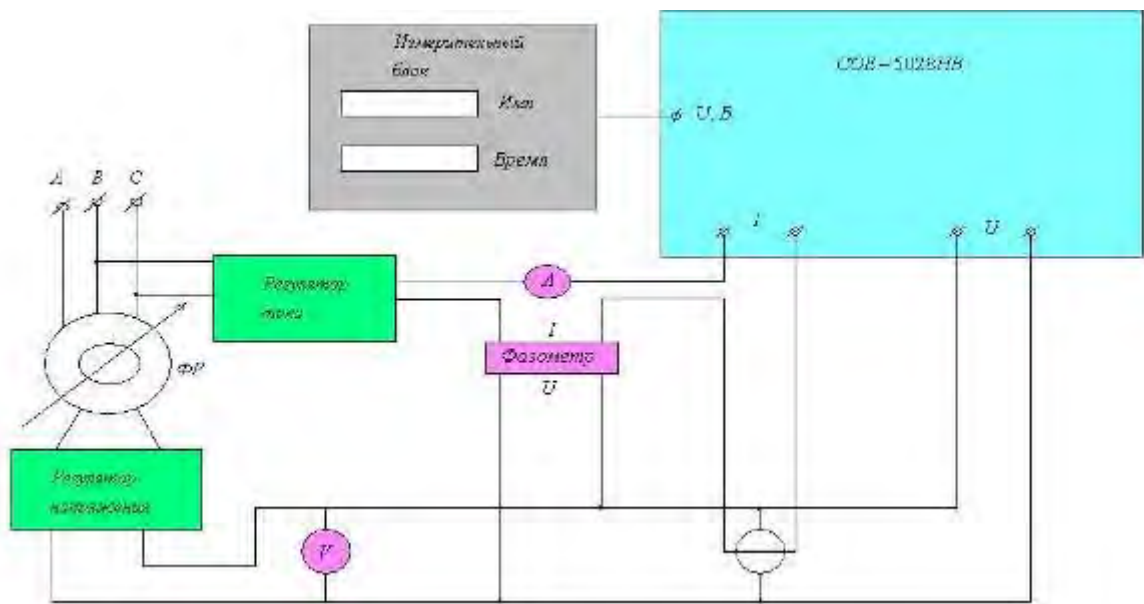 Измерительный
блок
Имп
Время
СОЕ-5028НВ
U, В
I
U
А В С
Регулятор
тока
А
I
Фазометр
U
ФР
Регулятор
напряжения
V